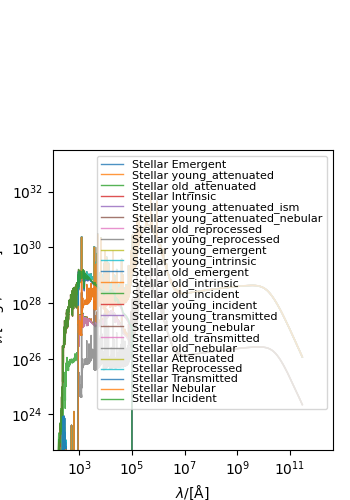 10³² 10³⁰ 10²⁸ 10²⁶ 10²⁴
Stellar Emergent
Stellar young_attenuated
Stellar old_attenuated
Stellar Intrinsic
Stellar young_attenuated_ism
Stellar young_attenuated_nebular
Stellar old_reprocessed
Stellar young_reprocessed
Stellar young_emergent
Stellar young_intrinsic
Stellar old_emergent
Stellar old_intrinsic
Stellar old_incident
Stellar young_incident
Stellar young_transmitted
Stellar young_nebular
Stellar old_transmitted
Stellar old_nebular
Stellar Attenuated
Stellar Reprocessed
Stellar Transmitted
Stellar Nebular
Stellar Incident
10³ 10⁵ 10⁷ 10⁹ 10¹¹
λ/[Å]